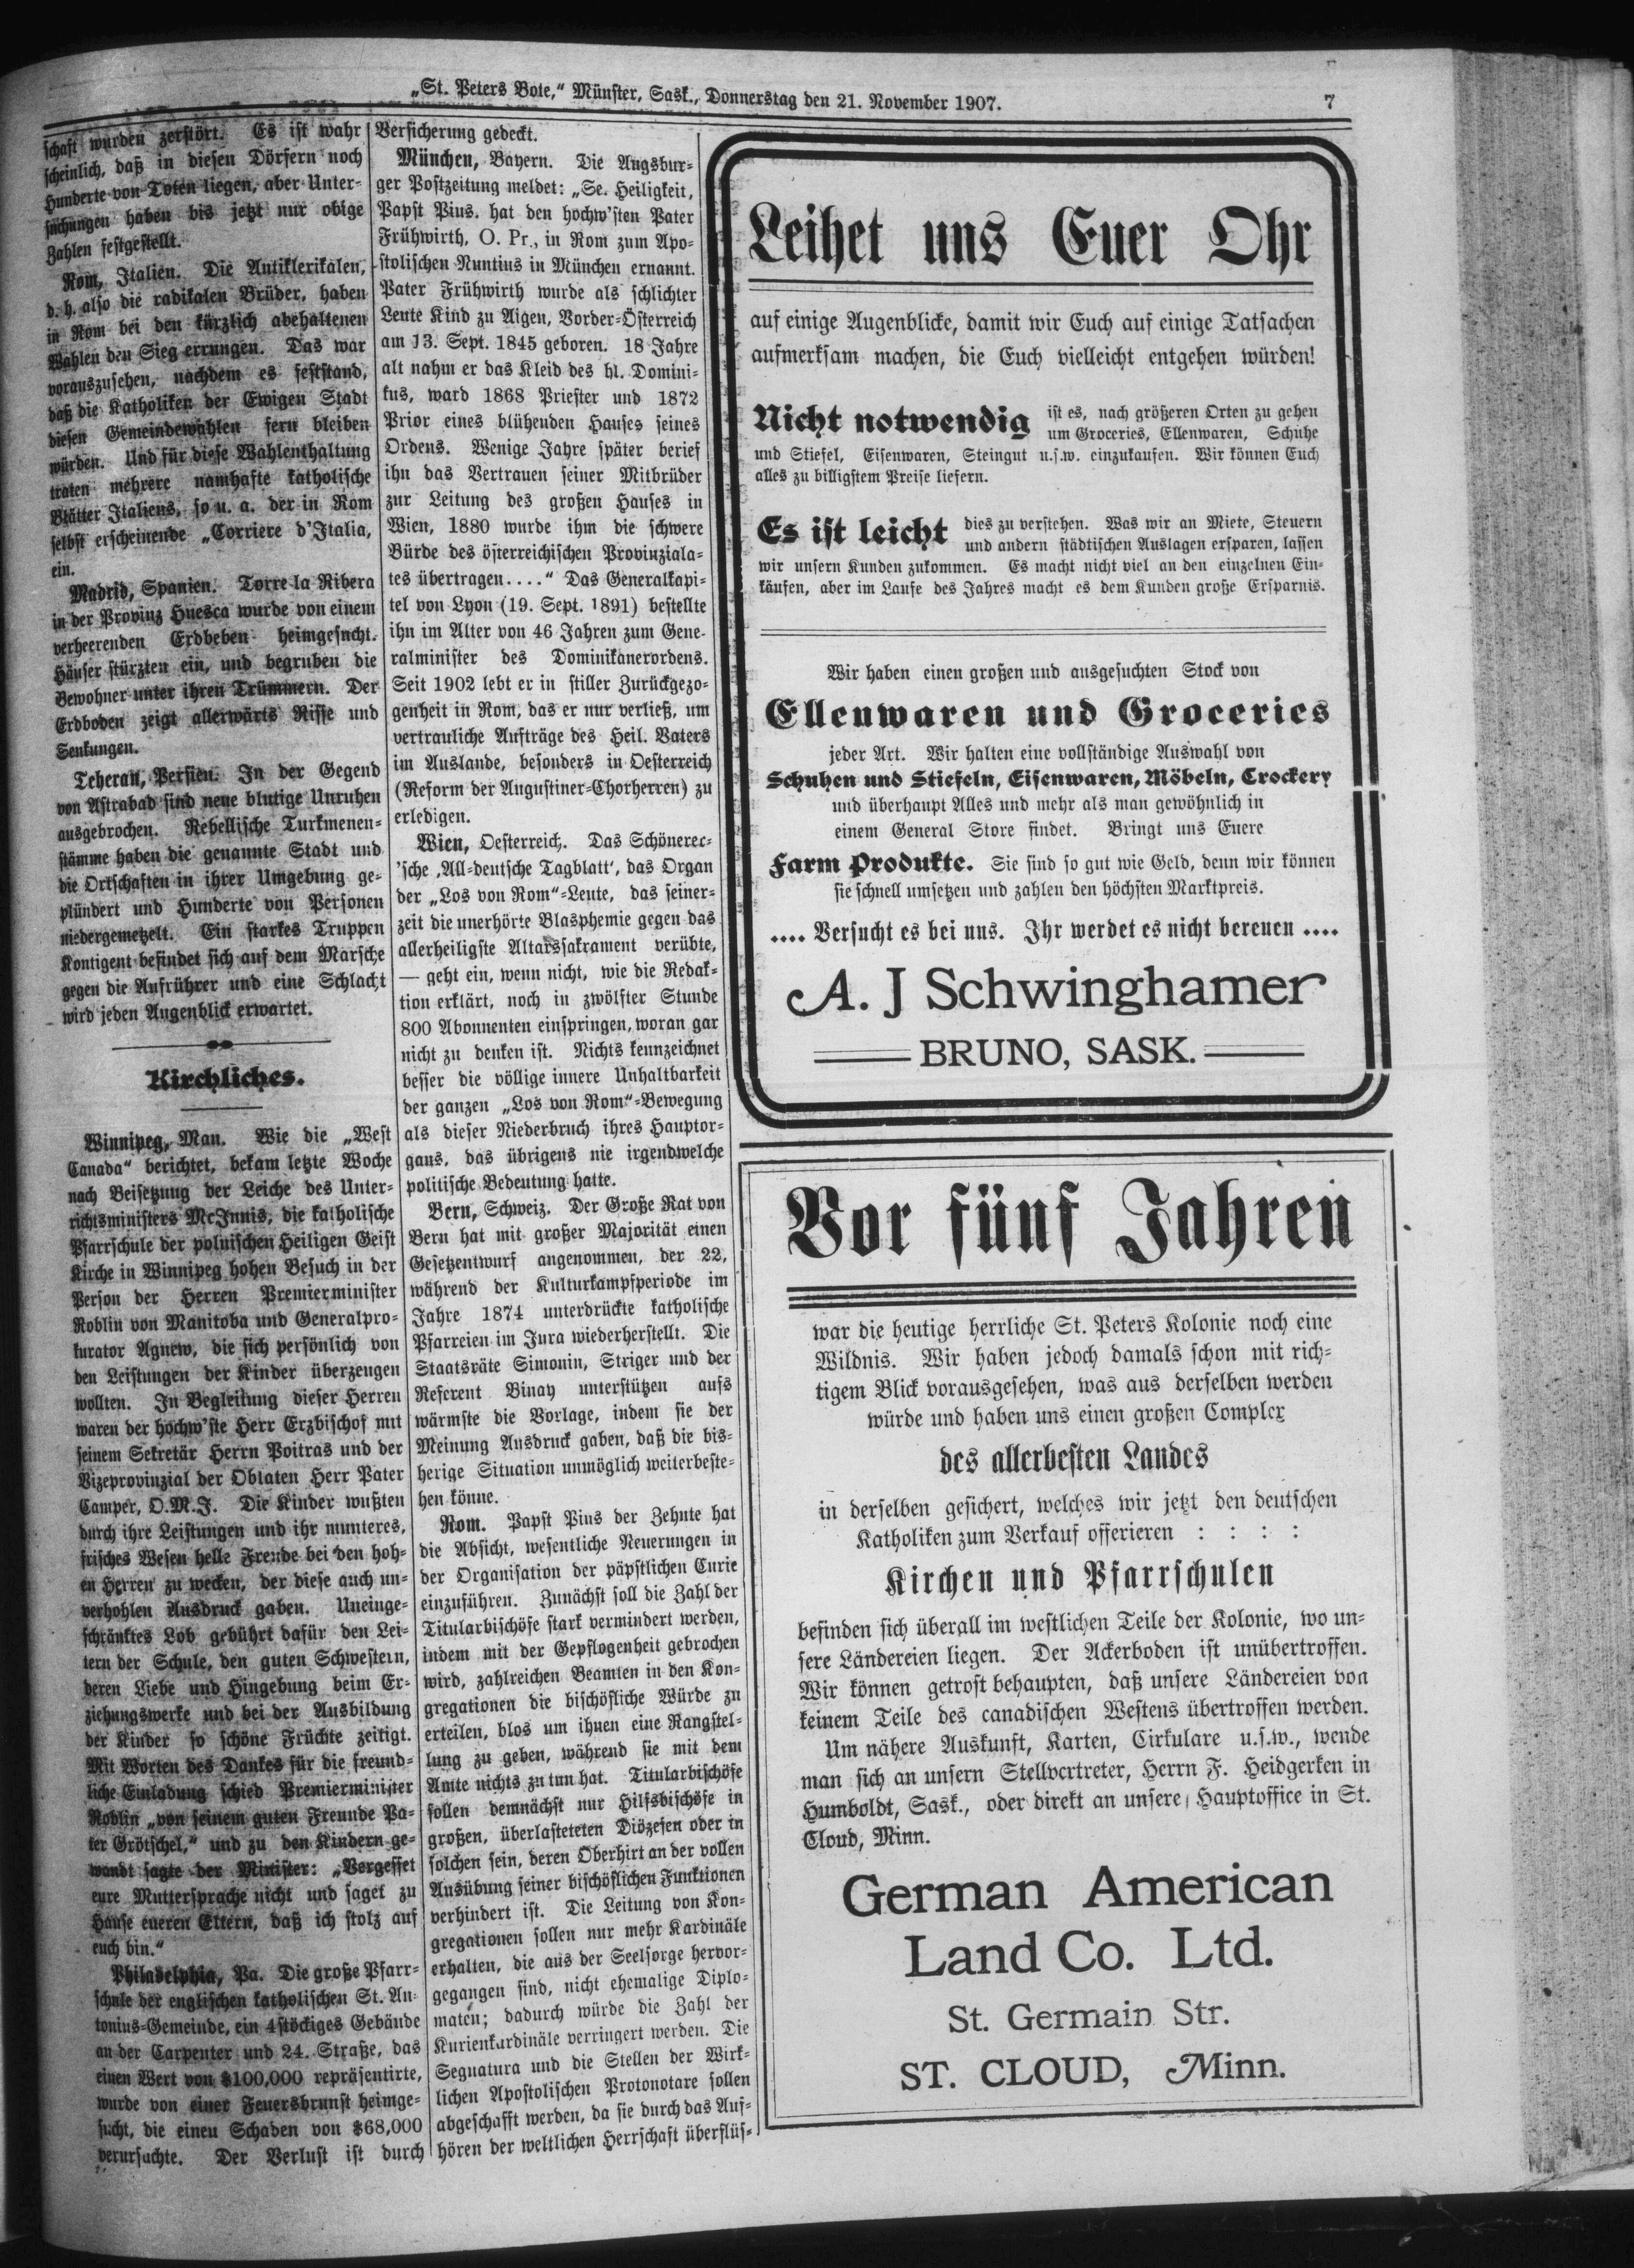 „St. Peters Bote,“ Münster, Sask., Donnerstag den 21. November 1907.
7
schaft wurden zerstört. Es ist wahr
scheinlich, daß in diesen Dörfern noch
Hunderte von Toten liegen, aber Unter-
suchungen haben bis jetzt nur obige
Zahlen festgestellt.
Rom, Italien. Die Antiklerikalen,
d. h. also die radikalen Brüder, haben
in Rom bei den kürzlich abehaltenen
Wahlen den Sieg errungen. Das war
vorauszusehen, nachdem es feststand,
daß die Katholiken der Ewigen Stadt
diesen Gemeindewahlen fern bleiben
würden. Und für diese Wahlenthaltung
traten mehrere namhafte katholische
Blätter Italiens, so u. a. der in Rom
selbst erscheinende „Corriere d'Italia,
ein.
Madrid, Spanien. Torre la Ribera
in der Provinz Huesca wurde von einem
verheerenden Erdbeben heimgesucht.
Häuser stürzten ein, und begruben die
Bewohner unter ihren Trümmern. Der
Erdboden zeigt allerwärts Risse und
Senkungen.
Teheran, Persien. In der Gegend
von Astrabad sind neue blutige Unruhen
ausgebrochen. Rebellische Turkmenen-
stämme haben die genannte Stadt und
die Ortschaften in ihrer Umgebung ge-
plündert und Hunderte von Personen
niedergemetzelt. Ein starkes Truppen
Kontigent befindet sich auf dem Marsche
gegen die Aufrührer und eine Schlacht
wird jeden Augenblick erwartet.
Kirchliches.
Winnipeg, Man. Wie die „West
Canada“ berichtet, bekam letzte Woche
nach Beisetzung der Leiche des Unter-
richtsministers McInnis, die katholische
Pfarrschule der polnischen Heiligen Geist
Kirche in Winnipeg hohen Besuch in der
Person der Herren Premierminister
Roblin von Manitoba und Generalpro-
kurator Agnew, die sich persönlich von
den Leistungen der Kinder überzeugen
wollten. In Begleitung dieser Herren
waren der hochw'ste Herr Erzbischof mit
seinem Sekretär Herrn Poitras und der
Vizeprovinzial der Oblaten Herr Pater
Camper, O.M.J. Die Kinder wußten
durch ihre Leistungen und ihr munteres,
frisches Wesen helle Freude bei den hoh-
en Herren zu wecken, der diese auch un-
verhohlen Ausdruck gaben. Uneinge-
schränktes Lob gebührt dafür den Lei-
tern der Schule, den guten Schwestern,
deren Liebe und Hingebung beim Er-
ziehungswerke und bei der Ausbildung
der Kinder so schöne Früchte zeitigt.
Mit Worten des Dankes für die freund-
liche Einladung schied Premierminister
Roblin „von seinem guten Freunde Pa-
ter Grötschel,“ und zu den Kindern ge-
wandt sagte der Minister: „Vergesset
eure Muttersprache nicht und saget zu
Hause eueren Eltern, daß ich stolz auf
euch bin.“
Philadelphia, Pa. Die große Pfarr-
schule der englischen katholischen St. An-
tonius-Gemeinde, ein 4stöckiges Gebäude
an der Carpenter und 24. Straße, das
einen Wert von $100,000 repräsentirte,
wurde von einer Feuersbrunst heimge-
sucht, die einen Schaden von $68,000
verursachte. Der Verlust ist durch
Versicherung gedeckt.
München, Bayern. Die Augsbur-
ger Postzeitung meldet: „Se. Heiligkeit,
Papst Pius. hat den hochw'sten Pater
Frühwirth, O. Pr., in Rom zum Apo-
stolischen Nuntius in München ernannt.
Pater Frühwirth wurde als schlichter
Leute Kind zu Aigen, Vorder-Österreich
am 13. Sept. 1845 geboren. 18 Jahre
alt nahm er das Kleid des hl. Domini-
kus, ward 1868 Priester und 1872
Prior eines blühenden Hauses seines
Ordens. Wenige Jahre später berief
ihn das Vertrauen seiner Mitbrüder
zur Leitung des großen Hauses in
Wien, 1880 wurde ihm die schwere
Bürde des österreichischen Provinziala-
tes übertragen....“ Das Generalkapi-
tel von Lyon (19. Sept. 1891) bestellte
ihn im Alter von 46 Jahren zum Gene-
ralminister des Dominikanerordens.
Seit 1902 lebt er in stiller Zurückgezo-
genheit in Rom, das er nur verließ, um
vertrauliche Aufträge des Heil. Vaters
im Auslande, besonders in Oesterreich
(Reform der Augustiner-Chorherren) zu
erledigen.
Wien, Oesterreich. Das Schönerer-
'sche ‚All-deutsche Tagblatt‘, das Organ
der „Los von Rom“-Leute, das seiner-
zeit die unerhörte Blasphemie gegen das
allerheiligste Altarssakrament verübte,
— geht ein, wenn nicht, wie die Redak-
tion erklärt, noch in zwölfter Stunde
800 Abonnenten einspringen, woran gar
nicht zu denken ist. Nichts kennzeichnet
besser die völlige innere Unhaltbarkeit
der ganzen „Los von Rom“-Bewegung
als dieser Niederbruch ihres Hauptor-
gans, das übrigens nie irgendwelche
politische Bedeutung hatte.
Bern, Schweiz. Der Große Rat von
Bern hat mit großer Majorität einen
Gesetzentwurf angenommen, der 22,
während der Kulturkampfperiode im
Jahre 1874 unterdrückte katholische
Pfarreien im Jura wiederherstellt. Die
Staatsräte Simonin, Striger und der
Referent Binay unterstützen aufs
wärmste die Vorlage, indem sie der
Meinung Ausdruck gaben, daß die bis-
herige Situation unmöglich weiterbeste-
hen könne.
Rom. Papst Pius der Zehnte hat
die Absicht, wesentliche Neuerungen in
der Organisation der päpstlichen Curie
einzuführen. Zunächst soll die Zahl der
Titularbischöfe stark vermindert werden,
indem mit der Gepflogenheit gebrochen
wird, zahlreichen Beamten in den Kon-
gregationen die bischöfliche Würde zu
erteilen, blos um ihnen eine Rangstel-
lung zu geben, während sie mit dem
Amte nichts zu tun hat. Titularbischöfe
sollen demnächst nur Hilfsbischöfe in
großen, überlasteteten Diözesen oder in
solchen sein, deren Oberhirt an der vollen
Ausübung seiner bischöflichen Funktionen
verhindert ist. Die Leitung von Kon-
gregationen sollen nur mehr Kardinäle
erhalten, die aus der Seelsorge hervor-
gegangen sind, nicht ehemalige Diplo-
maten; dadurch würde die Zahl der
Kurienkardinäle verringert werden. Die
Segnatura und die Stellen der Wirk-
lichen Apostolischen Protonotare sollen
abgeschafft werden, da sie durch das Auf-
hören der weltlichen Herrschaft überflüs-
Leihet uns Euer Ohr
auf einige Augenblicke, damit wir Euch auf einige Tatsachen
aufmerksam machen, die Euch vielleicht entgehen würden!
Nicht notwendig ist es, nach größeren Orten zu gehen
um Groceries, Ellenwaren, Schuhe
und Stiefel, Eisenwaren, Steingut u.s.w. einzukaufen. Wir können Euch
alles zu billigstem Preise liefern.
Es ist leicht dies zu verstehen. Was wir an Miete, Steuern
und andern städtischen Auslagen ersparen, lassen
wir unsern Kunden zukommen. Es macht nicht viel an den einzelnen Ein-
käufen, aber im Laufe des Jahres macht es dem Kunden große Ersparnis.
Wir haben einen großen und ausgesuchten Stock von
Ellenwaren und Groceries
jeder Art. Wir halten eine vollständige Auswahl von
Schuhen und Stiefeln, Eisenwaren, Möbeln, Crockery
und überhaupt Alles und mehr als man gewöhnlich in
einem General Store findet. Bringt uns Euere
Farm Produkte. Sie sind so gut wie Geld, denn wir können
sie schnell umsetzen und zahlen den höchsten Marktpreis.
.... Versucht es bei uns. Ihr werdet es nicht bereuen ....
A. J Schwinghamer
BRUNO, SASK.
Vor fünf Jahren
war die heutige herrliche St. Peters Kolonie noch eine
Wildnis. Wir haben jedoch damals schon mit rich-
tigem Blick vorausgesehen, was aus derselben werden
würde und haben uns einen großen Complex
des allerbesten Landes
in derselben gesichert, welches wir jetzt den deutschen
Katholiken zum Verkauf offerieren : : : :
Kirchen und Pfarrschulen
befinden sich überall im westlichen Teile der Kolonie, wo un-
sere Ländereien liegen. Der Ackerboden ist unübertroffen.
Wir können getrost behaupten, daß unsere Ländereien von
keinem Teile des canadischen Westens übertroffen werden.
Um nähere Auskunft, Karten, Cirkulare u.s.w., wende
man sich an unsern Stellvertreter, Herrn F. Heidgerken in
Humboldt, Sask., oder direkt an unsere Hauptoffice in St.
Cloud, Minn.
German American
Land Co. Ltd.
St. Germain Str.
ST. CLOUD, Minn.